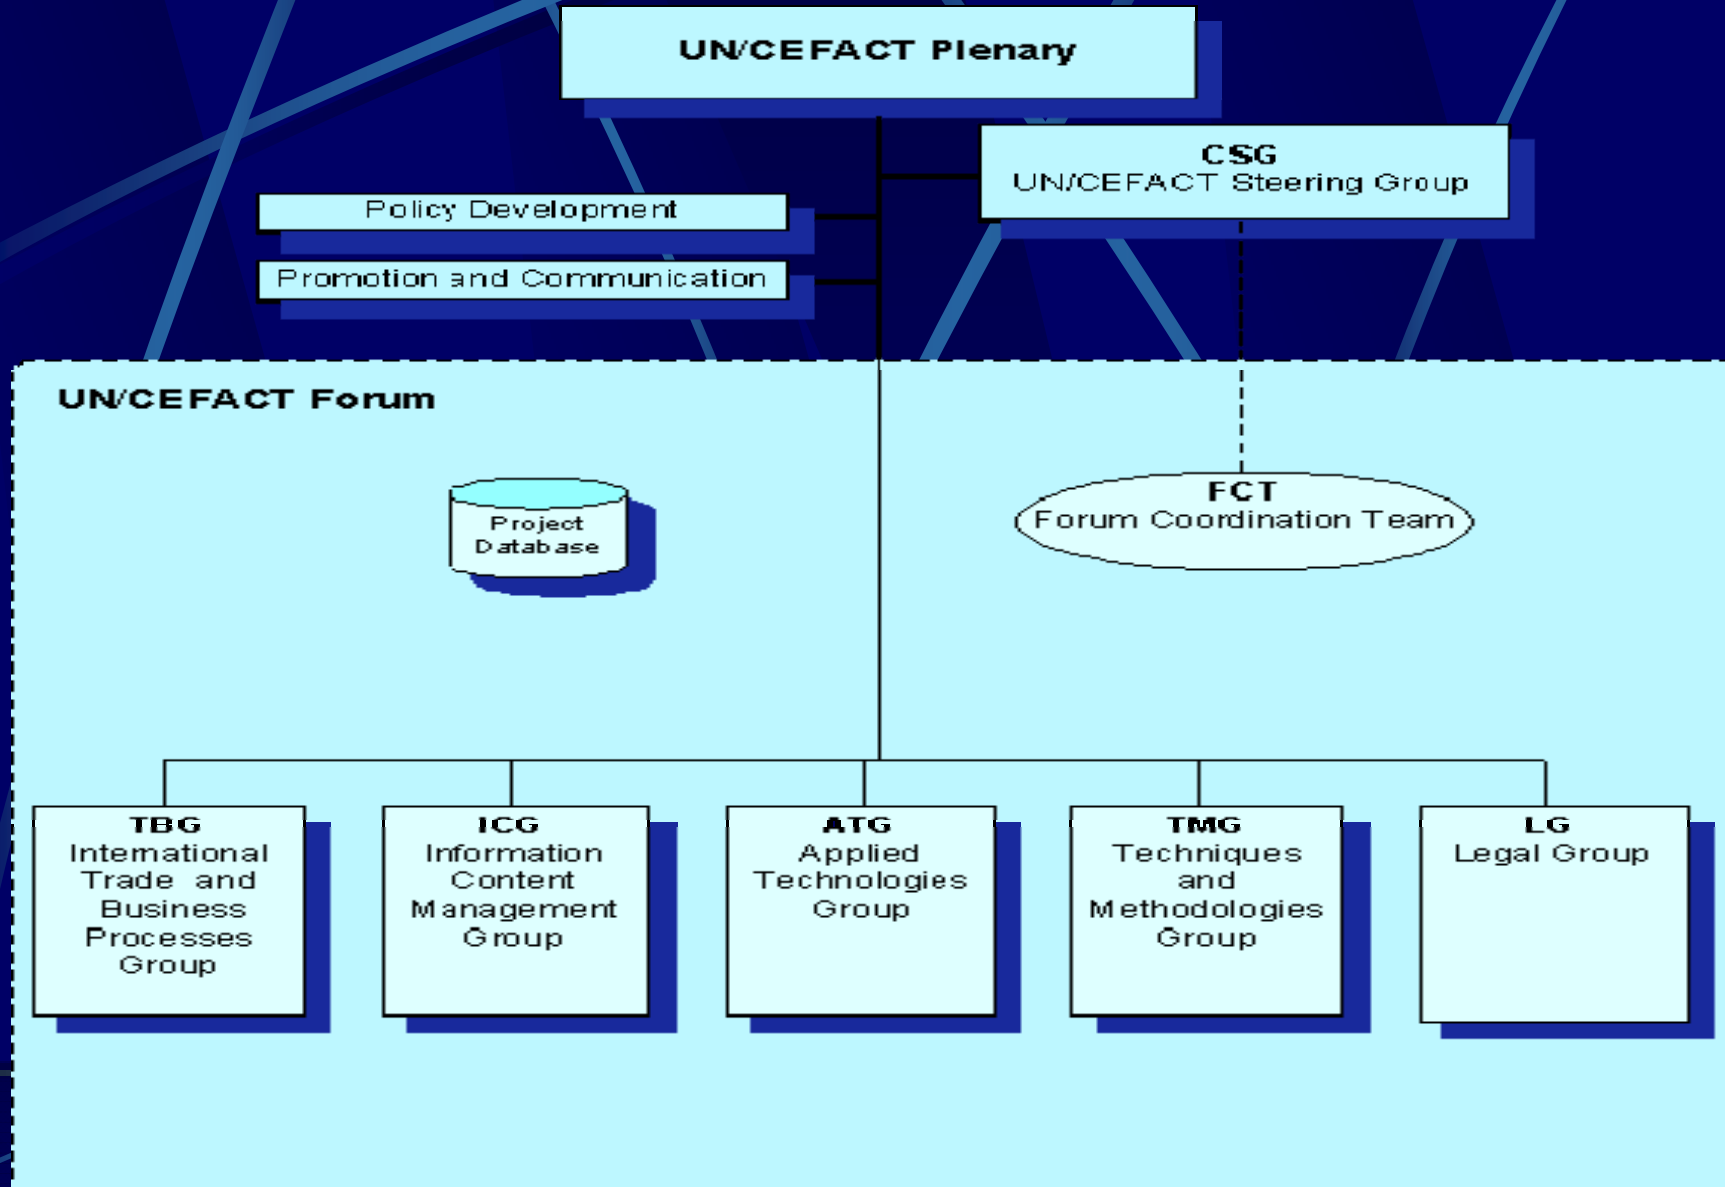 UN/CEFACT Plenary
CSG
UN/CEFACT Steering Group
Policy Development
Promotion and Communication
UN/CEFACT Forum
Project
Database
FCT
Forum Coordination Team
TBG
International
Trade and
Business
Processes
Group
ICG
Information
Content
Management
Group
ATG
Applied
Technologies
Group
TMG
Techniques
and
Methodologies
Group
LG
Legal Group